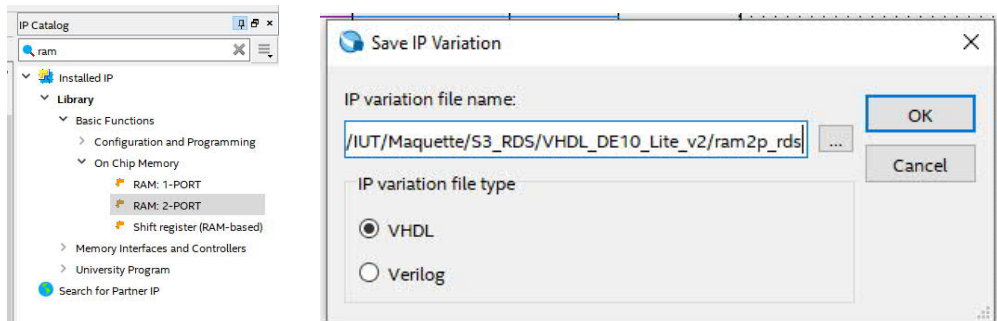 IP Catalog
ram
Installed IP
Library
Basic Functions
Configuration and Programming
On Chip Memory
RAM: 1-PORT
RAM: 2-PORT
Shift register (RAM-based)
Memory Interfaces and Controllers
University Program
Search for Partner IP
Save IP Variation
IP variation file name:
/IUT/Maquette/S3_RDS/VHDL_DE10_Lite_v2/ram2p_rds
...
OK
Cancel
IP variation file type
VHDL
Verilog